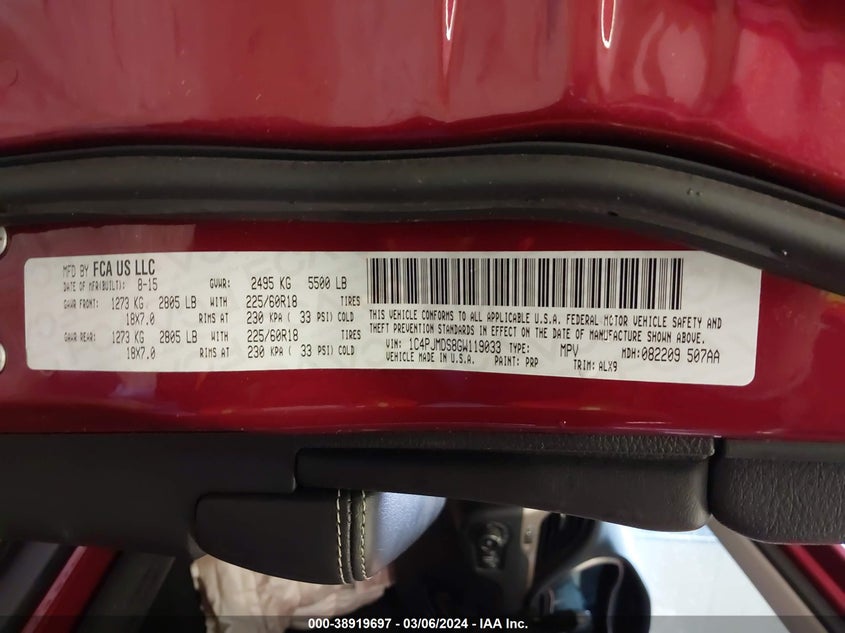 MFD BY FCA US LLC
DATE OF MFR(BUILT): 8-15 GVWR: 2495 KG 5500 LB
GAWR FRONT: 1273 KG 2805 LB WITH 225/60R18 TIRES
18X7.0 RIMS AT 230 KPA ( 33 PSI) COLD
GAWR REAR: 1273 KG 2805 LB WITH 225/60R18 TIRES
18X7.0 RIMS AT 230 KPA ( 33 PSI) COLD
THIS VEHICLE CONFORMS TO ALL APPLICABLE U.S.A. FEDERAL MOTOR VEHICLE SAFETY AND
THEFT PREVENTION STANDARDS IN EFFECT ON THE DATE OF MANUFACTURE SHOWN ABOVE.
VIN: 1C4PJMDS8GW119033 TYPE: MPV MDH:082209 507AA
VEHICLE MADE IN U.S.A. PAINT: PRP TRIM: ALX9
000-38919697 - 03/06/2024 - IAA Inc.